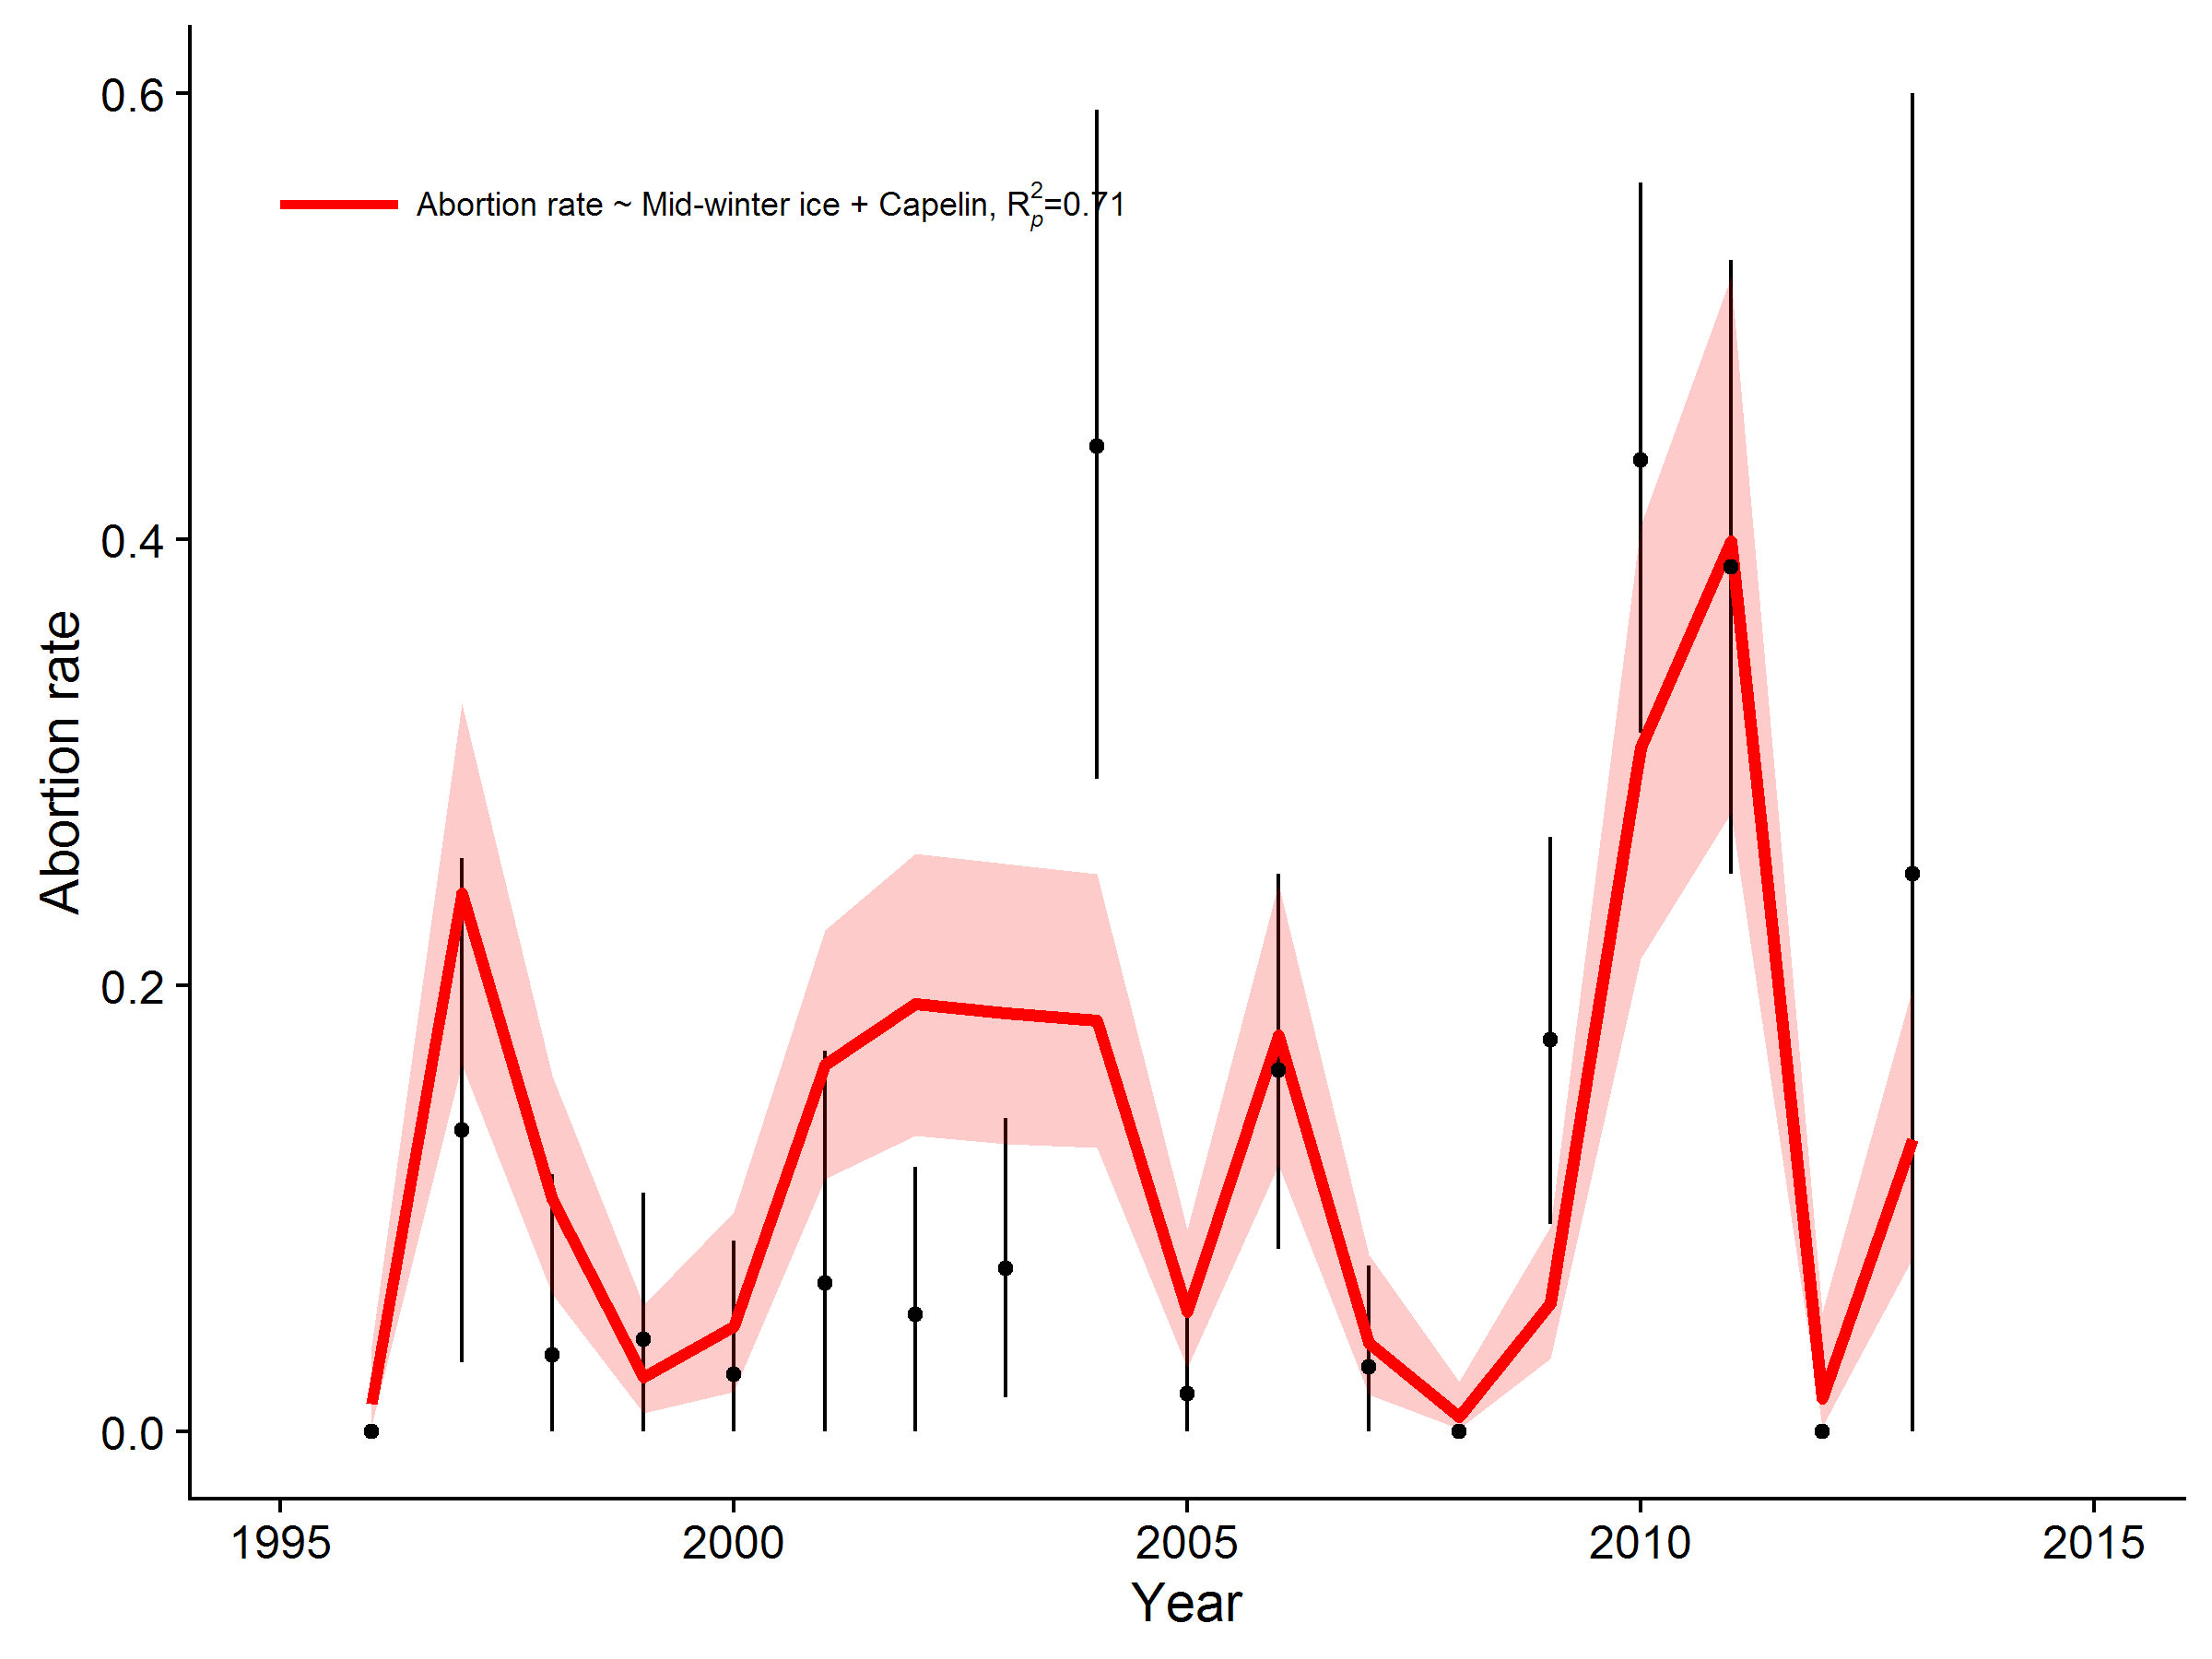 0.6
Abortion rate ~ Mid-winter ice + Capelin, R²ₚ=0.71
0.4
Abortion rate
0.2
0.0
1995 2000 2005 2010 2015
Year